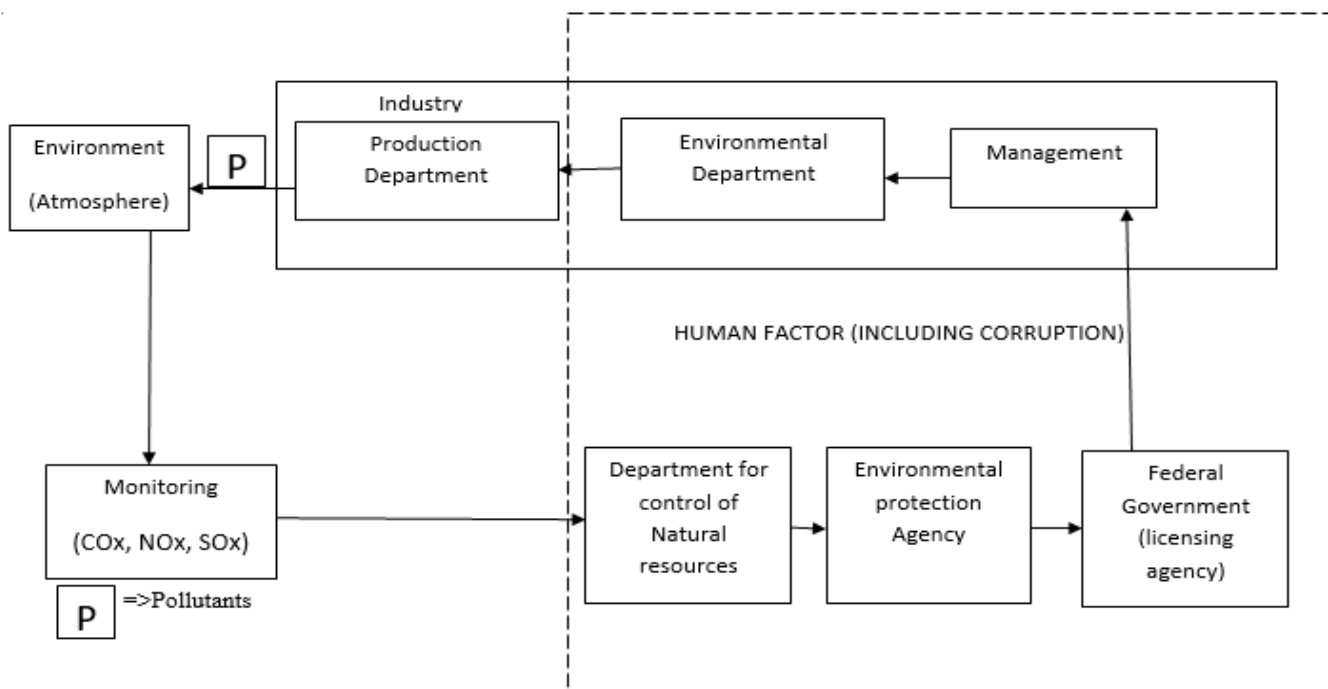 Industry
Environment
(Atmosphere)
P
Production
Department
Environmental
Department
Management
HUMAN FACTOR (INCLUDING CORRUPTION)
Monitoring
(COx, NOx, SOx)
Department for
control of
Natural
resources
Environmental
protection
Agency
Federal
Government
(licensing
agency)
P =>Pollutants